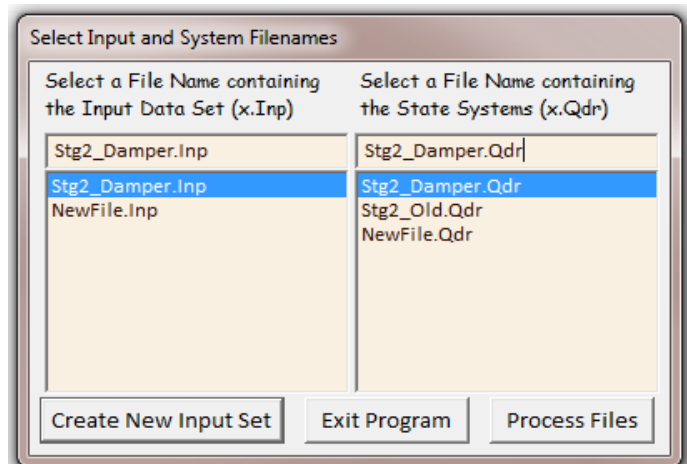 Select Input and System Filenames
Select a File Name containing
the Input Data Set (x.Inp)
Stg2_Damper.Inp
Stg2_Damper.Inp
NewFile.Inp
Select a File Name containing
the State Systems (x.Qdr)
Stg2_Damper.Qdr
Stg2_Damper.Qdr
Stg2_Old.Qdr
NewFile.Qdr
Create New Input Set
Exit Program
Process Files